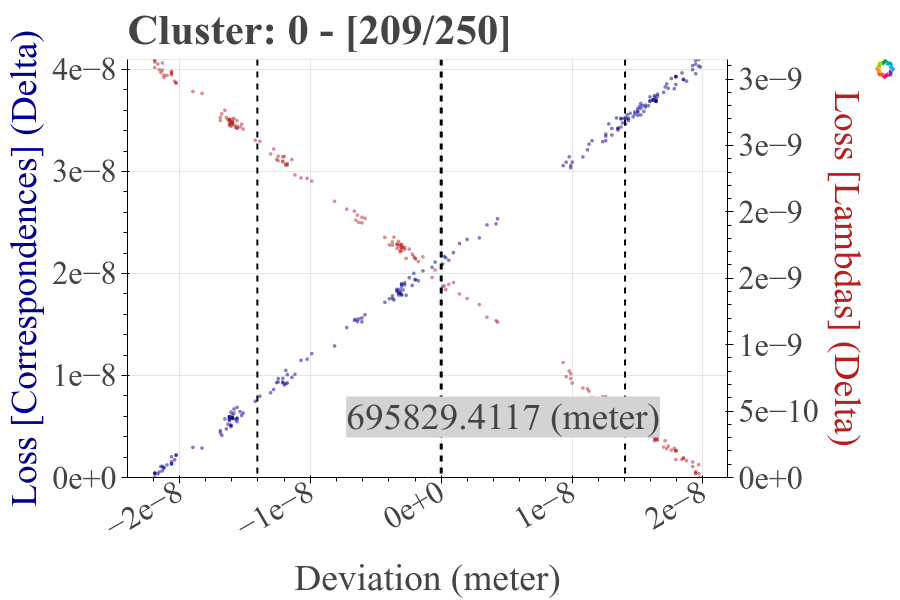 Cluster: 0 - [209/250]
Loss [Correspondences] (Delta)
4e−8
3e−8
2e−8
1e−8
0e+0
3e−9
3e−9
2e−9
2e−9
1e−9
5e−10
0e+0
Loss [Lambdas] (Delta)
695829.4117 (meter)
−2e−8
−1e−8
0e+0
1e−8
2e−8
Deviation (meter)